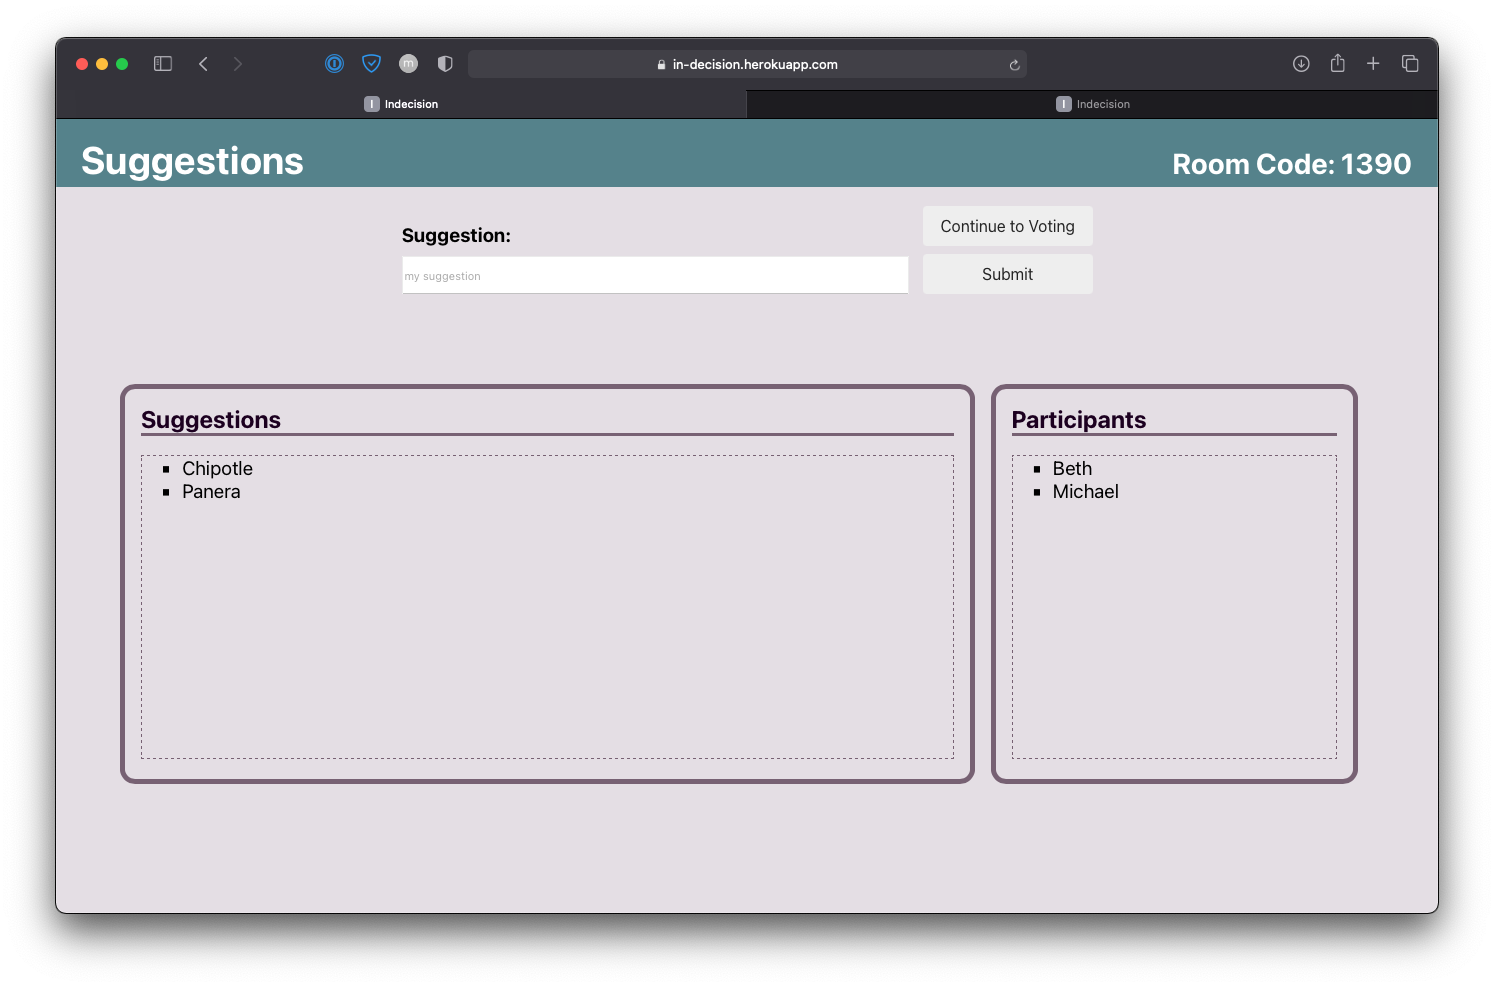 in-decision.herokuapp.com
I Indecision
I Indecision
Suggestions
Room Code: 1390
Continue to Voting
Suggestion:
my suggestion
Submit
Suggestions
Chipotle
Panera
Participants
Beth
Michael
m